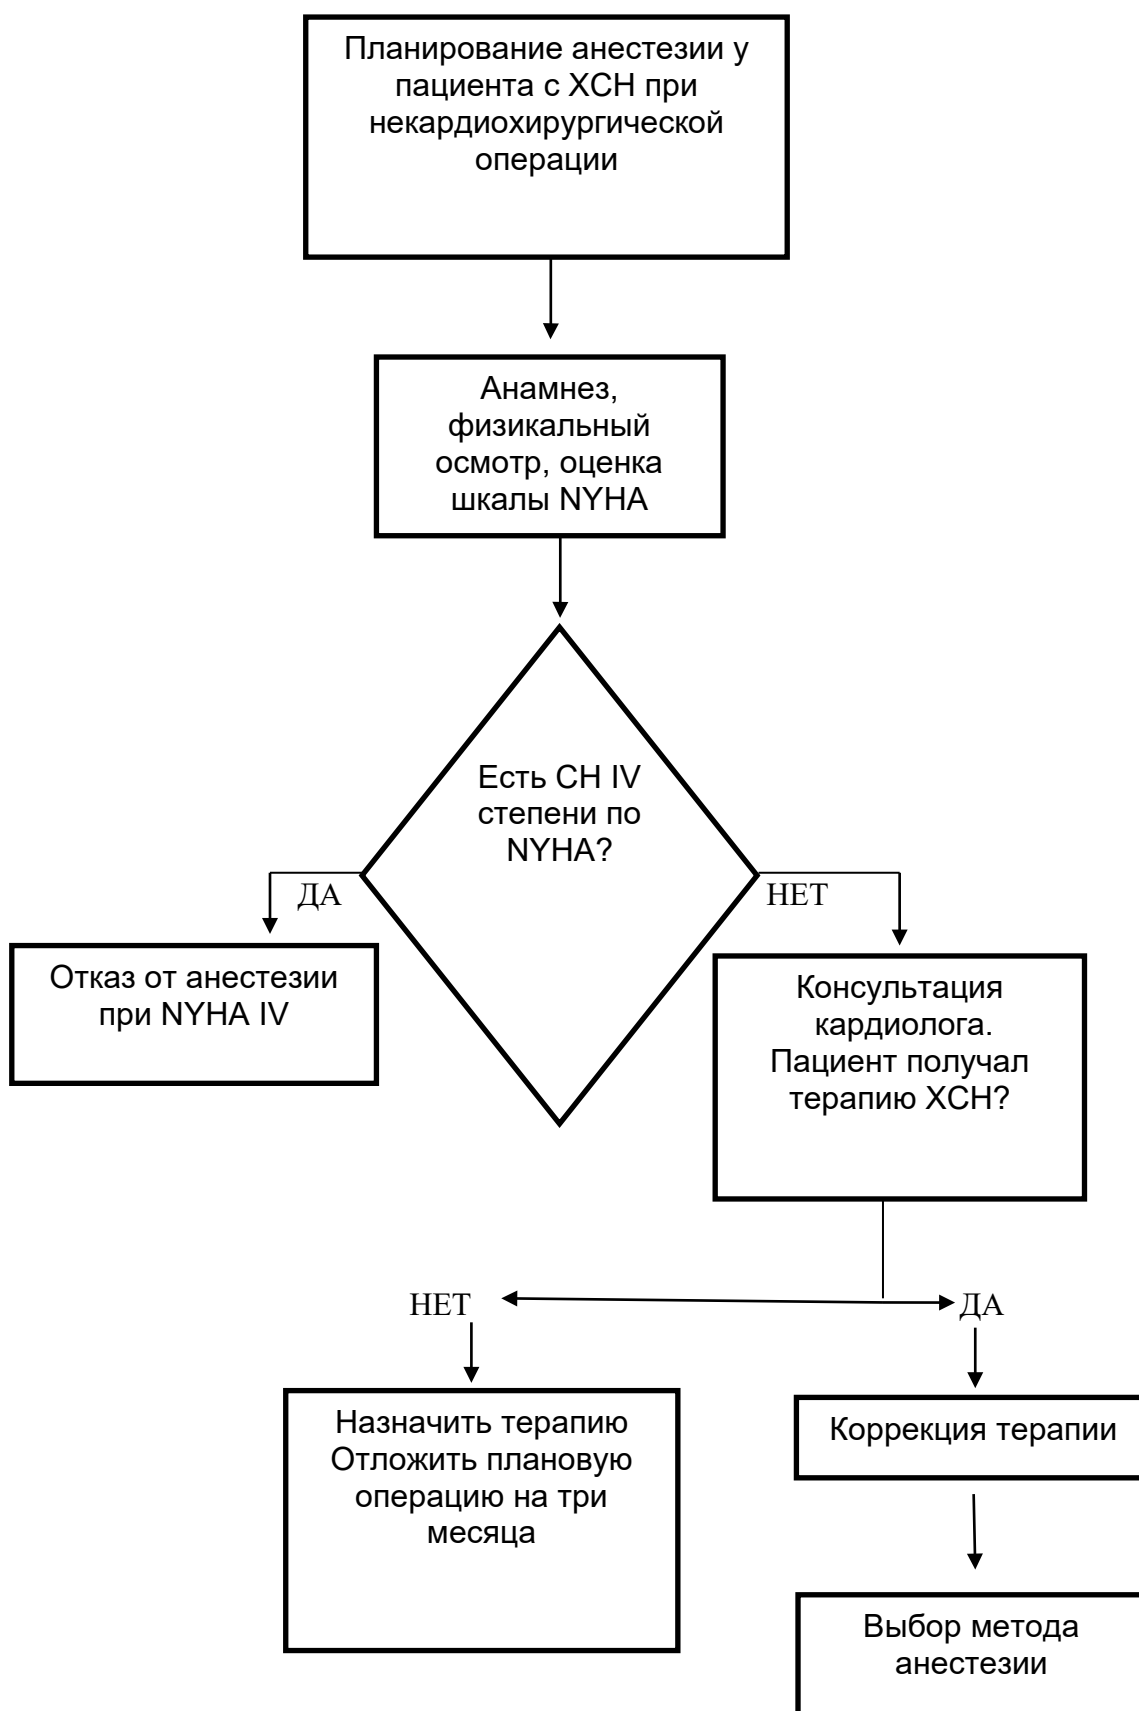 Планирование анестезии у
пациента с ХСН при
некардиохирургической
операции
Анамнез,
физикальный
осмотр, оценка
шкалы NYHA
Есть СН IV
степени по
NYHA?
ДА
НЕТ
Отказ от анестезии
при NYHA IV
Консультация
кардиолога.
Пациент получал
терапию ХСН?
НЕТ
ДА
Назначить терапию
Отложить плановую
операцию на три
месяца
Коррекция терапии
Выбор метода
анестезии